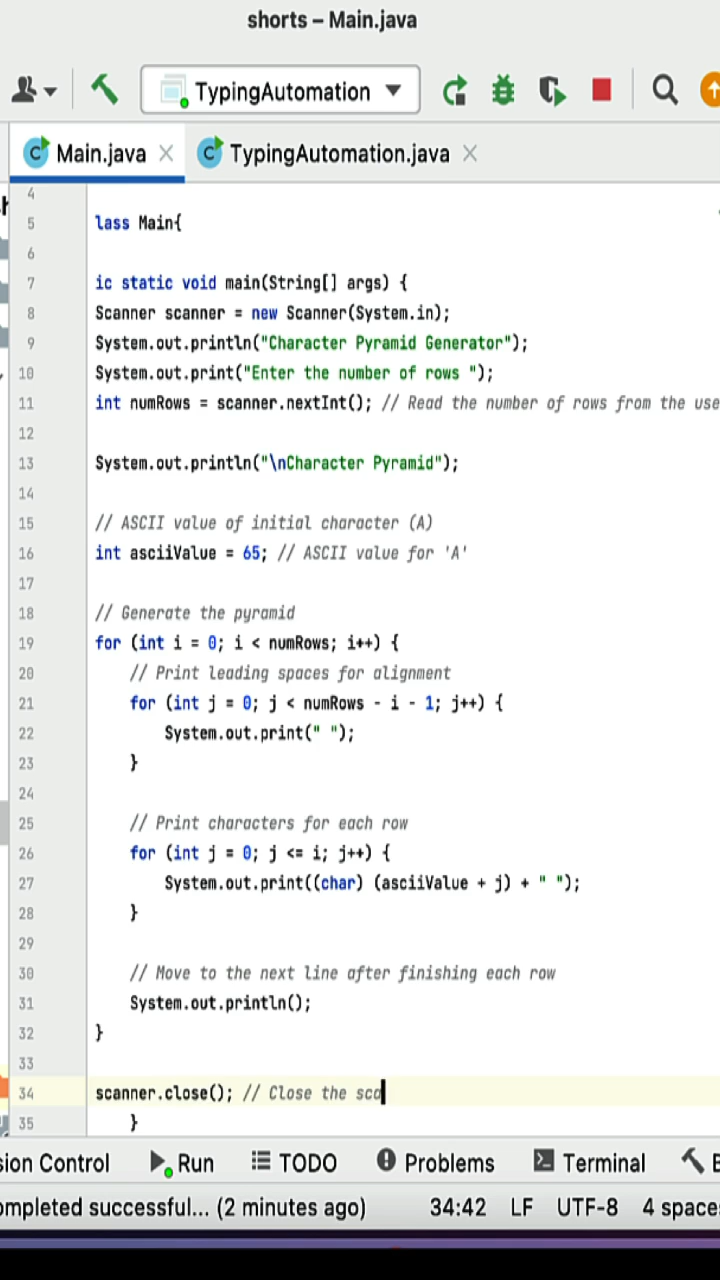 shorts – Main.java
TypingAutomation
Main.java TypingAutomation.java
4
5 lass Main{
6
7 ic static void main(String[] args) {
8 Scanner scanner = new Scanner(System.in);
9 System.out.println("Character Pyramid Generator");
10 System.out.print("Enter the number of rows ");
11 int numRows = scanner.nextInt(); // Read the number of rows from the use
12
13 System.out.println("\nCharacter Pyramid");
14
15 // ASCII value of initial character (A)
16 int asciiValue = 65; // ASCII value for 'A'
17
18 // Generate the pyramid
19 for (int i = 0; i < numRows; i++) {
20 // Print leading spaces for alignment
21 for (int j = 0; j < numRows - i - 1; j++) {
22 System.out.print(" ");
23 }
24
25 // Print characters for each row
26 for (int j = 0; j <= i; j++) {
27 System.out.print((char) (asciiValue + j) + " ");
28 }
29
30 // Move to the next line after finishing each row
31 System.out.println();
32 }
33
34 scanner.close(); // Close the sca
35 }
sion Control Run TODO Problems Terminal
ompleted successful... (2 minutes ago) 34:42 LF UTF-8 4 space